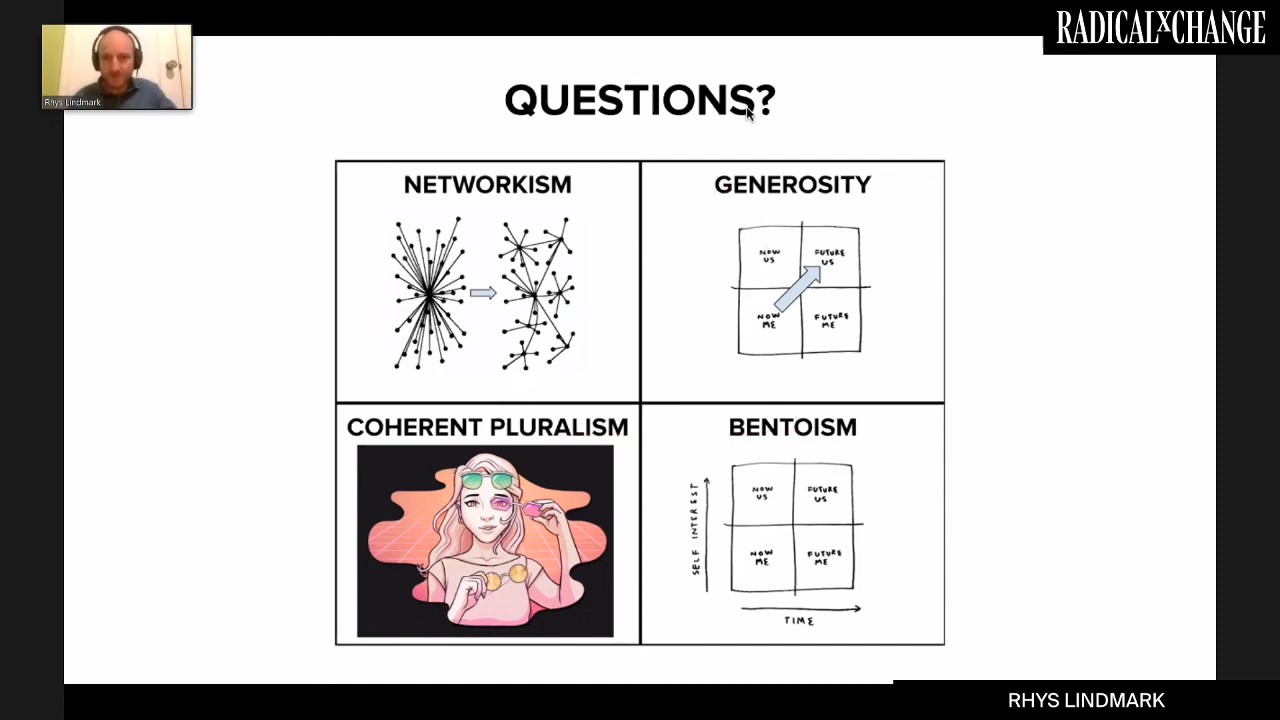 RADICALXCHANGE
Rhys Lindmark
QUESTIONS?
NETWORKISM
GENEROSITY
NOW
US
FUTURE
US
NOW
ME
FUTURE
ME
COHERENT PLURALISM
BENTOISM
SELF INTEREST
NOW
US
FUTURE
US
NOW
ME
FUTURE
ME
TIME
RHYS LINDMARK